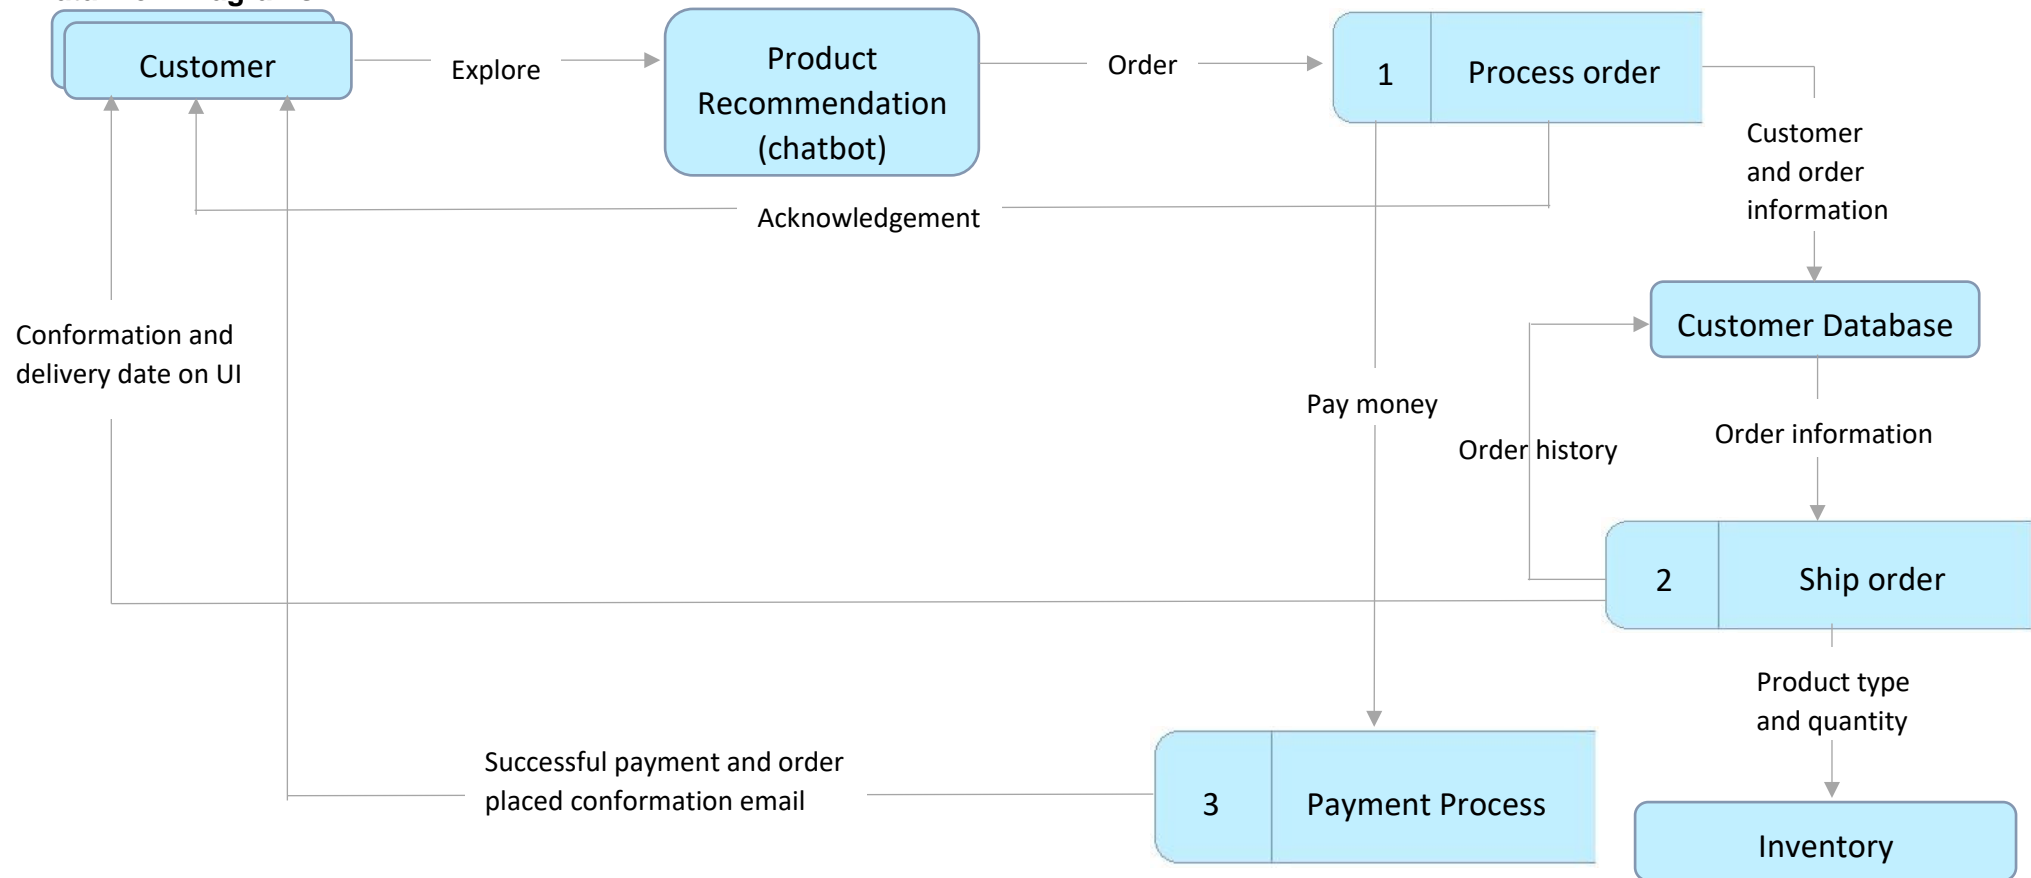 Customer
Explore
Product
Recommendation
(chatbot)
Order
1
Process order
Customer
and order
information
Acknowledgement
Customer Database
Conformation and
delivery date on UI
Pay money
Order history
Order information
2
Ship order
Product type
and quantity
Successful payment and order
placed conformation email
3
Payment Process
Inventory